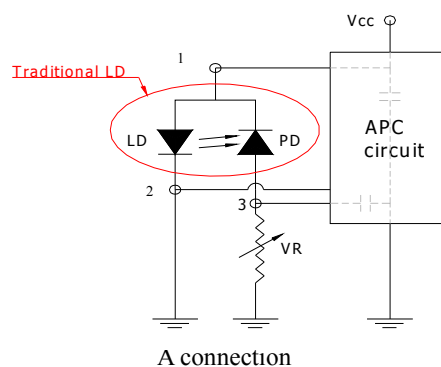 Vcc
1
Traditional LD
APC
circuit
LD
PD
2
3
VR
A connection